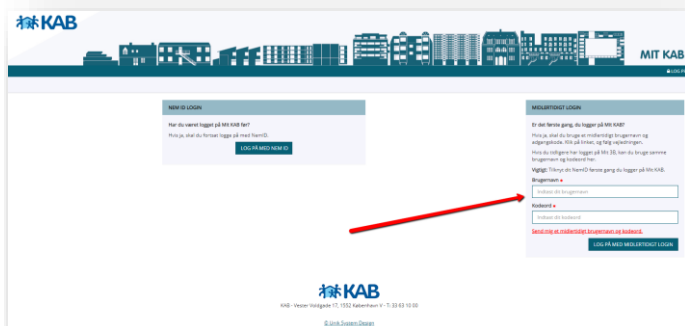 KAB
MIT KAB
LOG PÅ
NEM ID LOGIN
Har du været logget på Mit KAB før?
Hvis ja, skal du fortsat logge på med NemID.
LOG PÅ MED NEM ID
MIDLERTIDIGT LOGIN
Er det første gang, du logger på Mit KAB?
Hvis ja, skal du bruge et midlertidigt brugernavn og
adgangskode. Klik på linket, og følg vejledningen.
Hvis du tidligere har logget på Mit 3B, kan du bruge samme
brugernavn og kodeord her.
Vigtigt: Tilknyt dit NemID første gang du logger på Mit KAB.
Brugernavn
Indtast dit brugernavn
Kodeord
Indtast dit kodeord
Send mig et midlertidigt brugernavn og kodeord.
LOG PÅ MED MIDLERTIDIGT LOGIN
KAB
KAB - Vester Voldgade 17, 1552 København V - T: 33 63 10 00
© Unik System Design